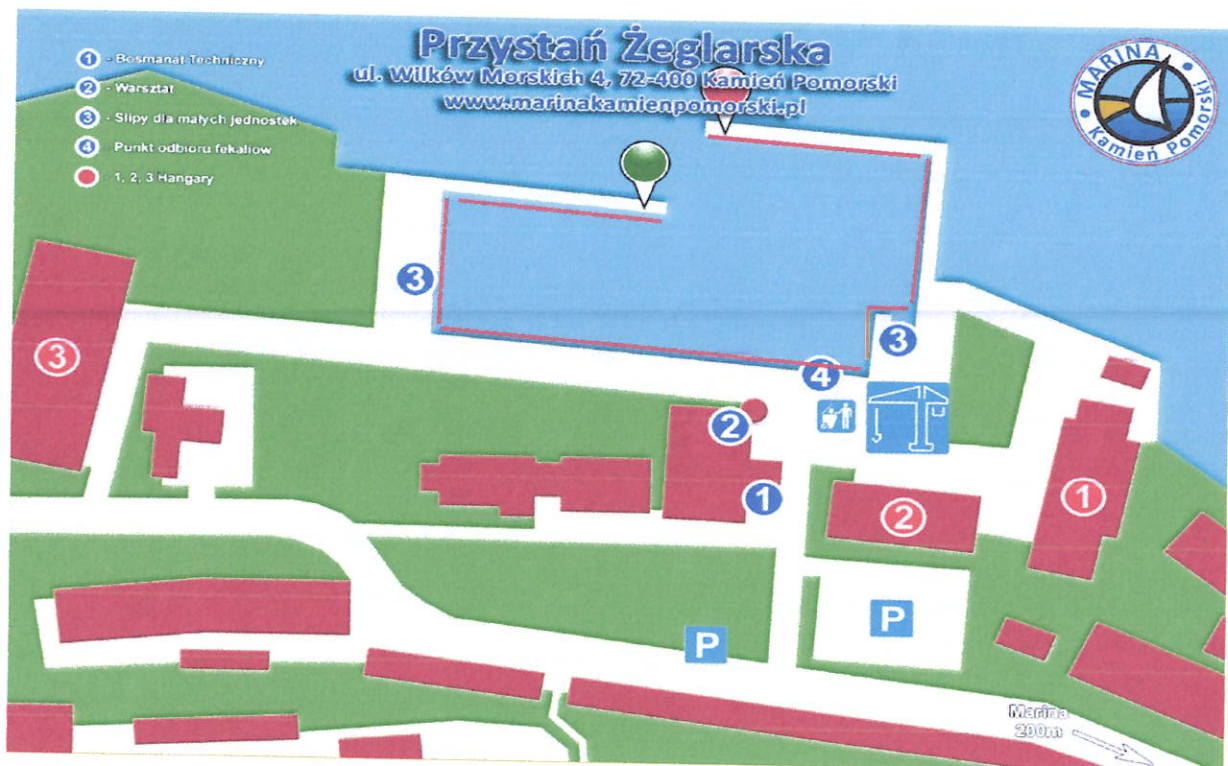 Przystań Żeglarska
ul. Wilków Morskich 4, 72-400 Kamień Pomorski
www.marinakamienpomorski.pl
1 - Bosmanat Techniczny
2 - Warsztat
3 - Slipy dla małych jednostek
4 Punkt odbioru fekaliów
1, 2, 3 Hangary
MARINA
Kamień Pomorski
3
3
3
4
2
1
2
1
P
P
Marina
200m